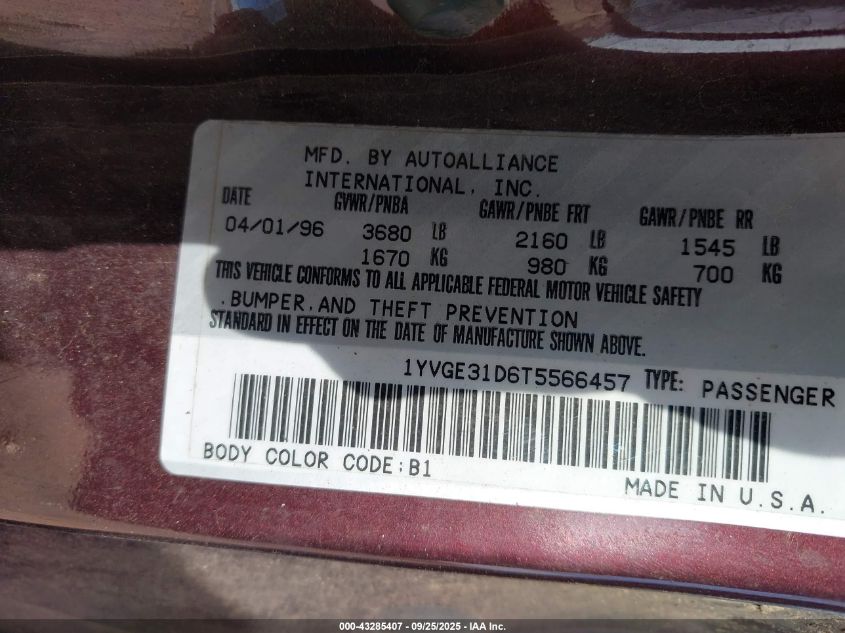 MFD. BY AUTOALLIANCE
INTERNATIONAL, INC.
DATE GVWR/PNBA GAWR/PNBE FRT GAWR/PNBE RR
04/01/96 3680 LB 2160 LB 1545 LB
1670 KG 980 KG 700 KG
THIS VEHICLE CONFORMS TO ALL APPLICABLE FEDERAL MOTOR VEHICLE SAFETY
.BUMPER,AND THEFT PREVENTION
STANDARD IN EFFECT ON THE DATE OF MANUFACTURE SHOWN ABOVE.
1YVGE31D6T5566457 TYPE: PASSENGER
BODY COLOR CODE:B1
MADE IN U.S.A.
000-43285407 - 09/25/2025 - IAA Inc.